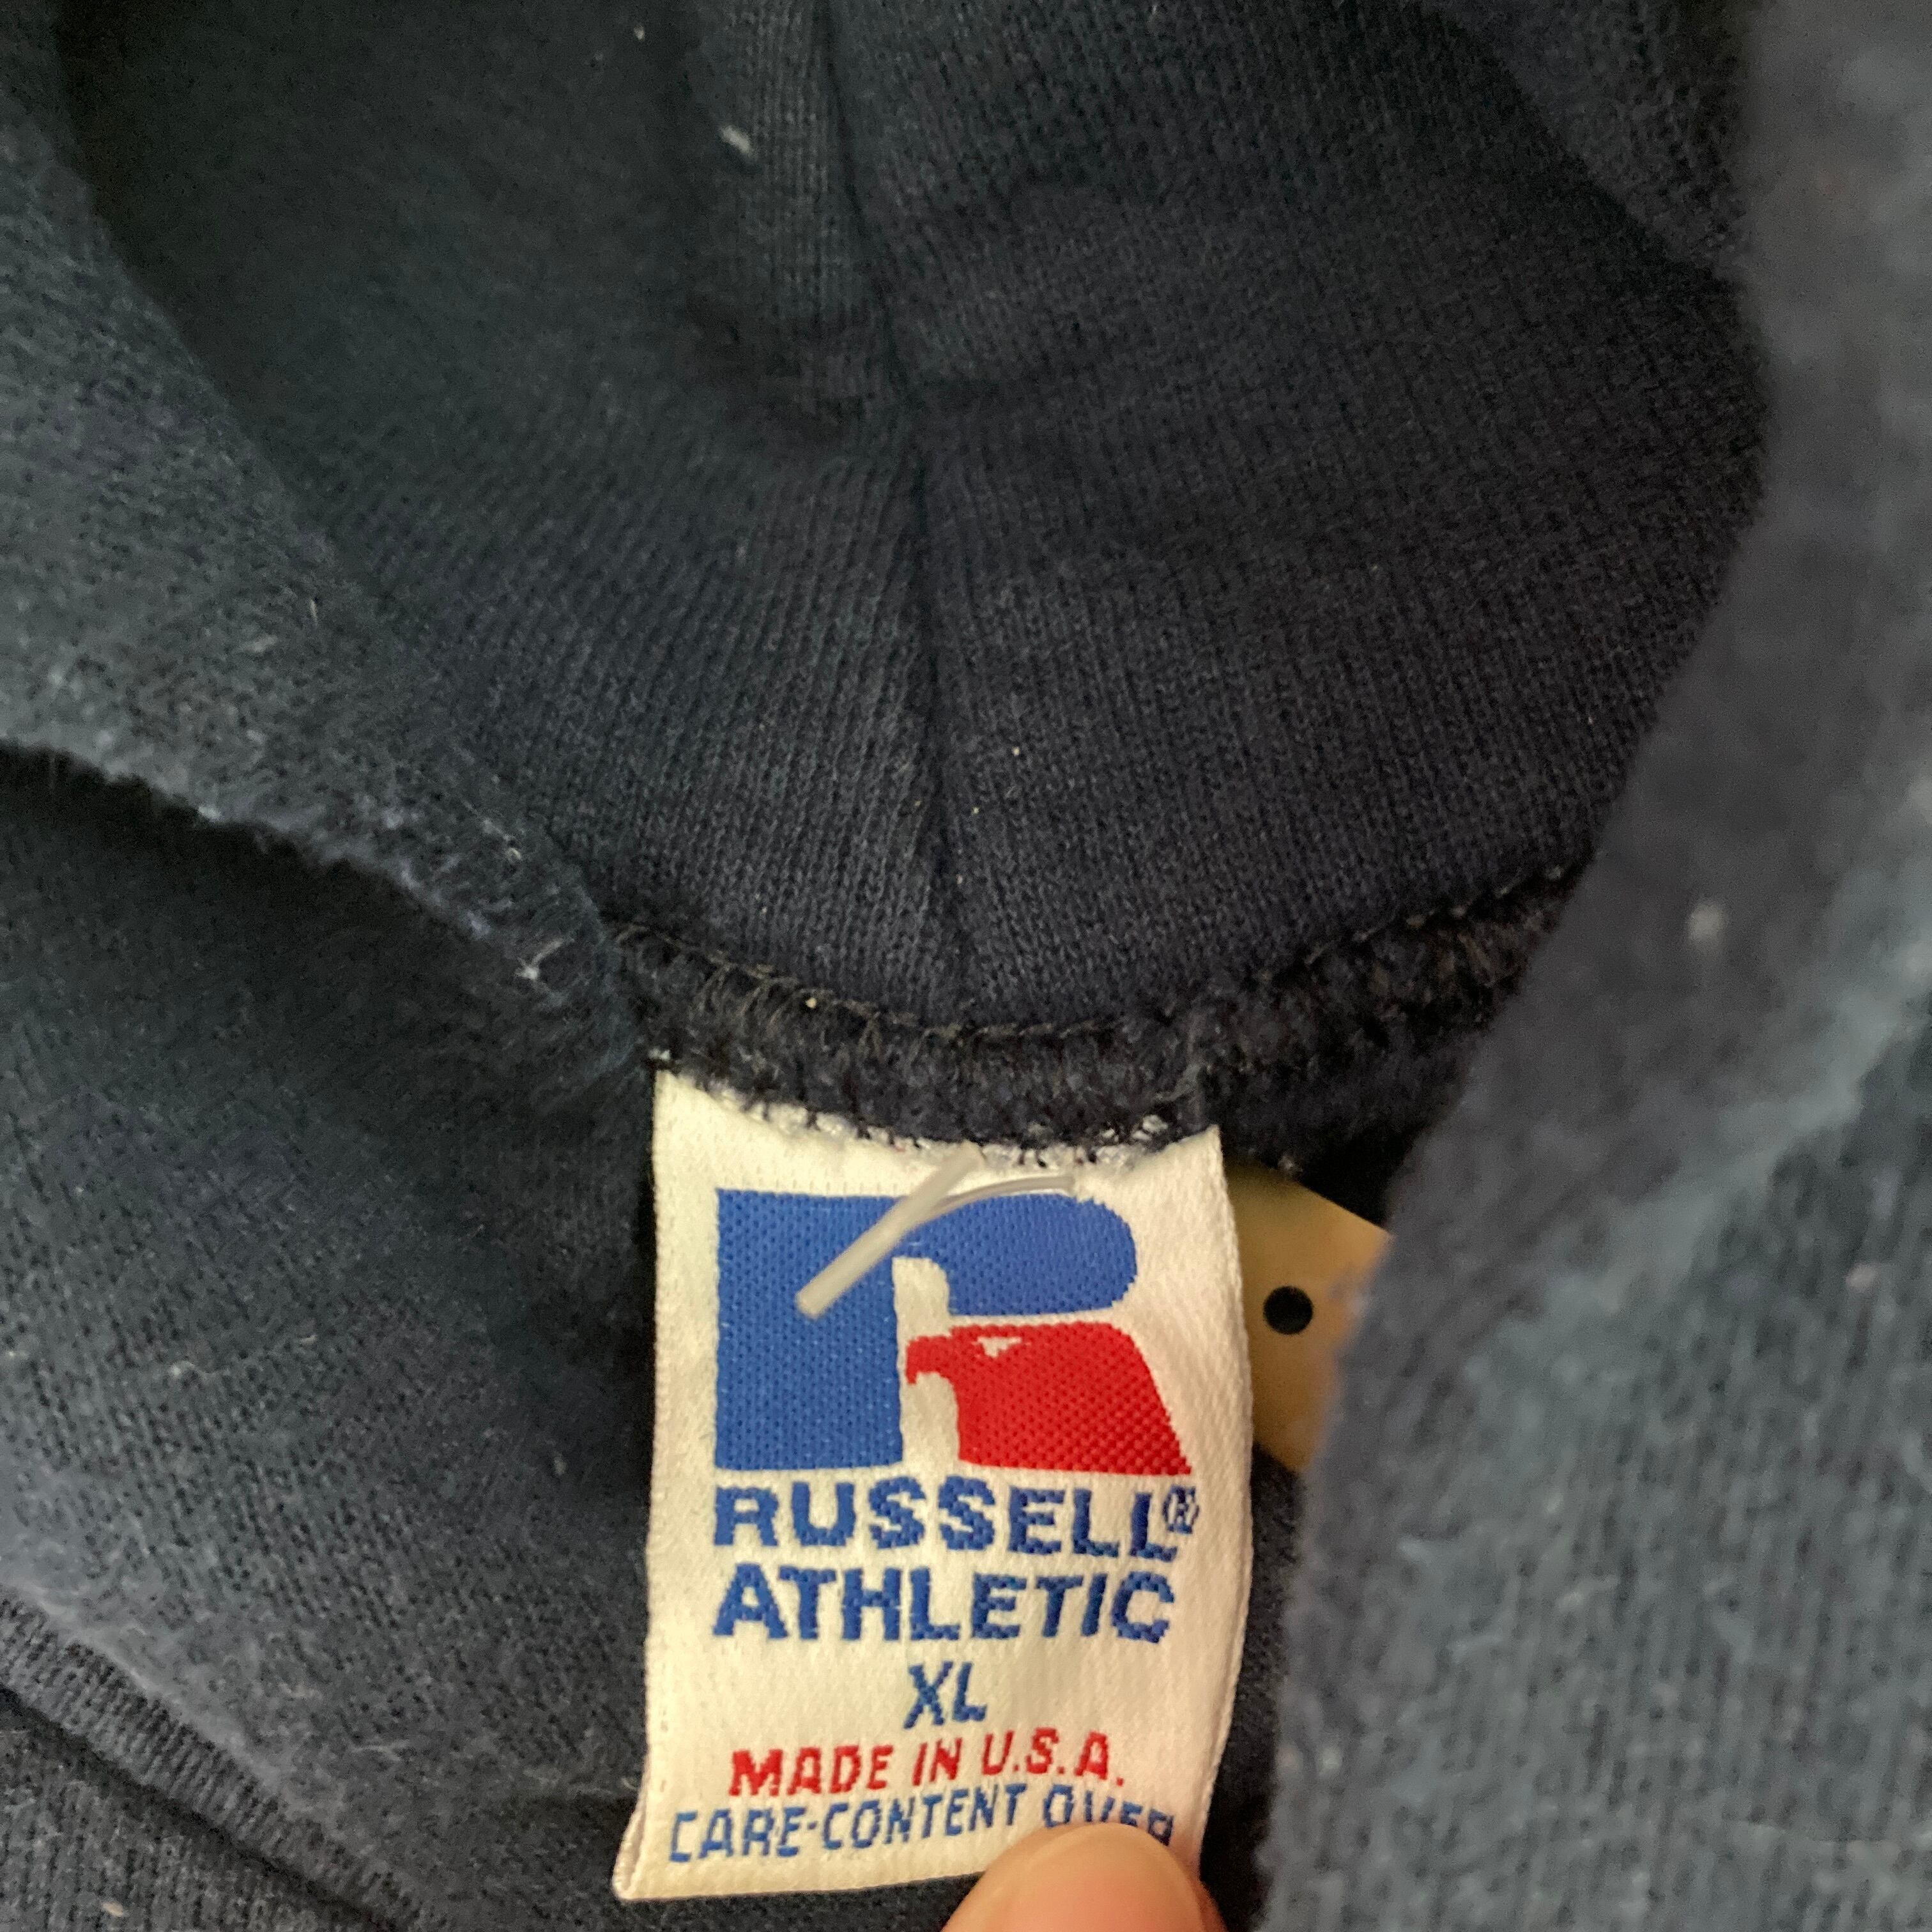 RUSSELL®
ATHLETIC
XL
MADE IN U.S.A.
CARE-CONTENT OVER